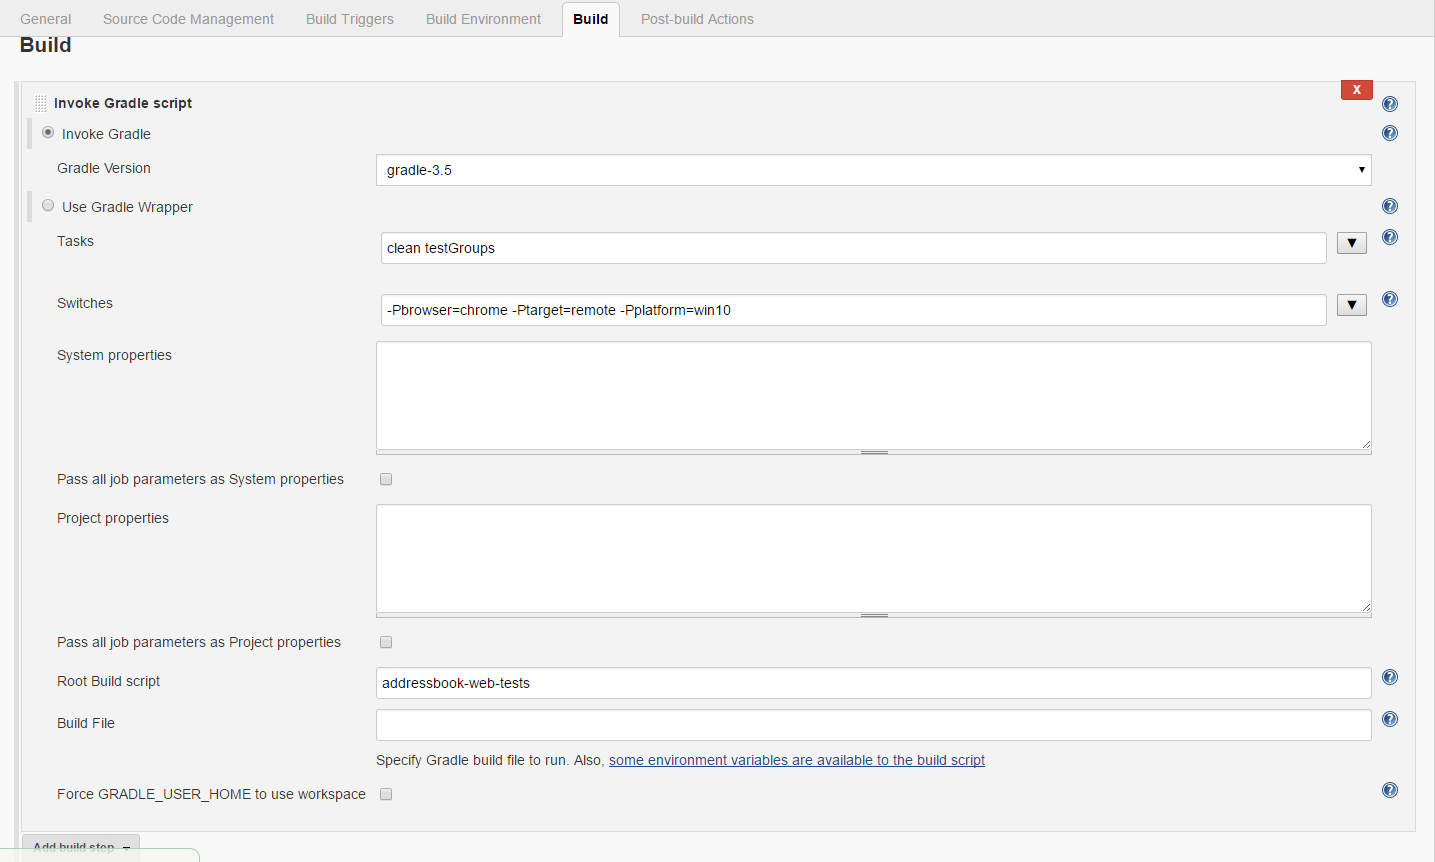 General Source Code Management Build Triggers Build Environment Build Post-build Actions
Build
Invoke Gradle script X
Invoke Gradle
Gradle Version gradle-3.5
Use Gradle Wrapper
Tasks clean testGroups
Switches -Pbrowser=chrome -Ptarget=remote -Pplatform=win10
System properties
Pass all job parameters as System properties
Project properties
Pass all job parameters as Project properties
Root Build script addressbook-web-tests
Build File
Specify Gradle build file to run. Also, some environment variables are available to the build script
Force GRADLE_USER_HOME to use workspace
Add build step